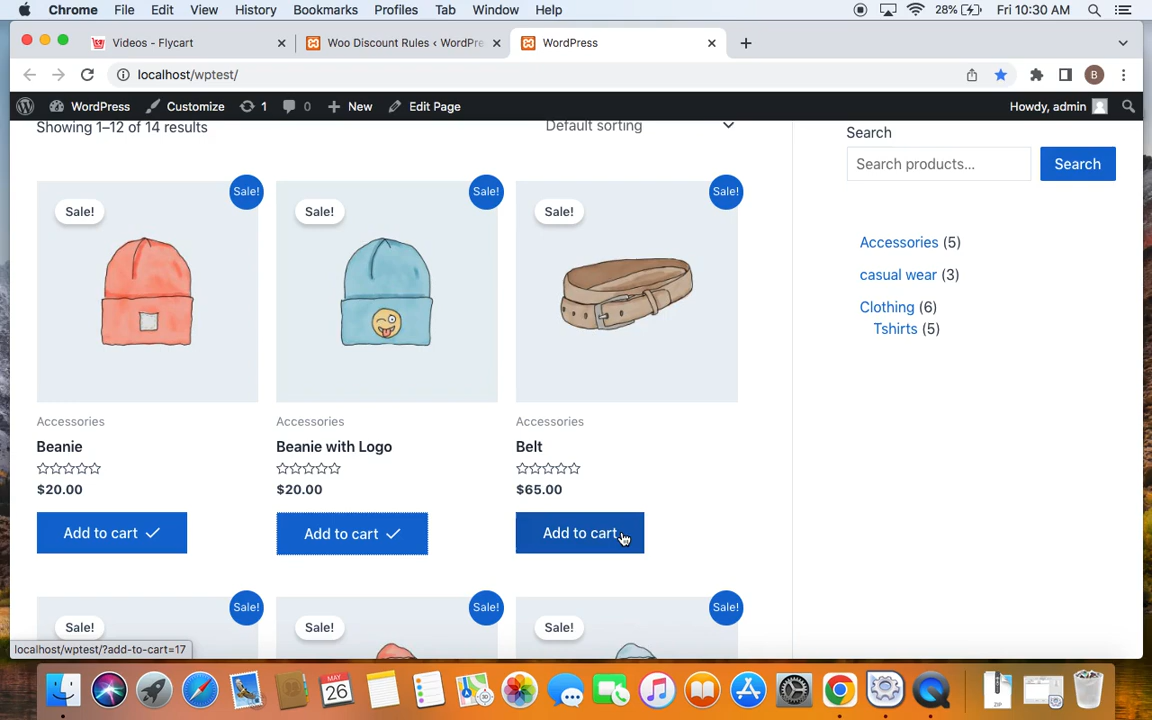 Chrome File Edit View History Bookmarks Profiles Tab Window Help 28% Fri 10:30 AM
Videos - Flycart Woo Discount Rules ‹ WordPre WordPress
localhost/wptest/ B
WordPress Customize 1 0 New Edit Page Howdy, admin
Showing 1–12 of 14 results Default sorting Search
Search products... Search
Sale! Sale! Sale!
Sale! Sale! Sale!
Accessories (5)
casual wear (3)
Clothing (6)
Tshirts (5)
Accessories Accessories Accessories
Beanie Beanie with Logo Belt
$20.00 $20.00 $65.00
Add to cart Add to cart Add to cart
Sale! Sale! Sale!
Sale! Sale! Sale!
localhost/wptest/?add-to-cart=17
MAY
26
ZIP